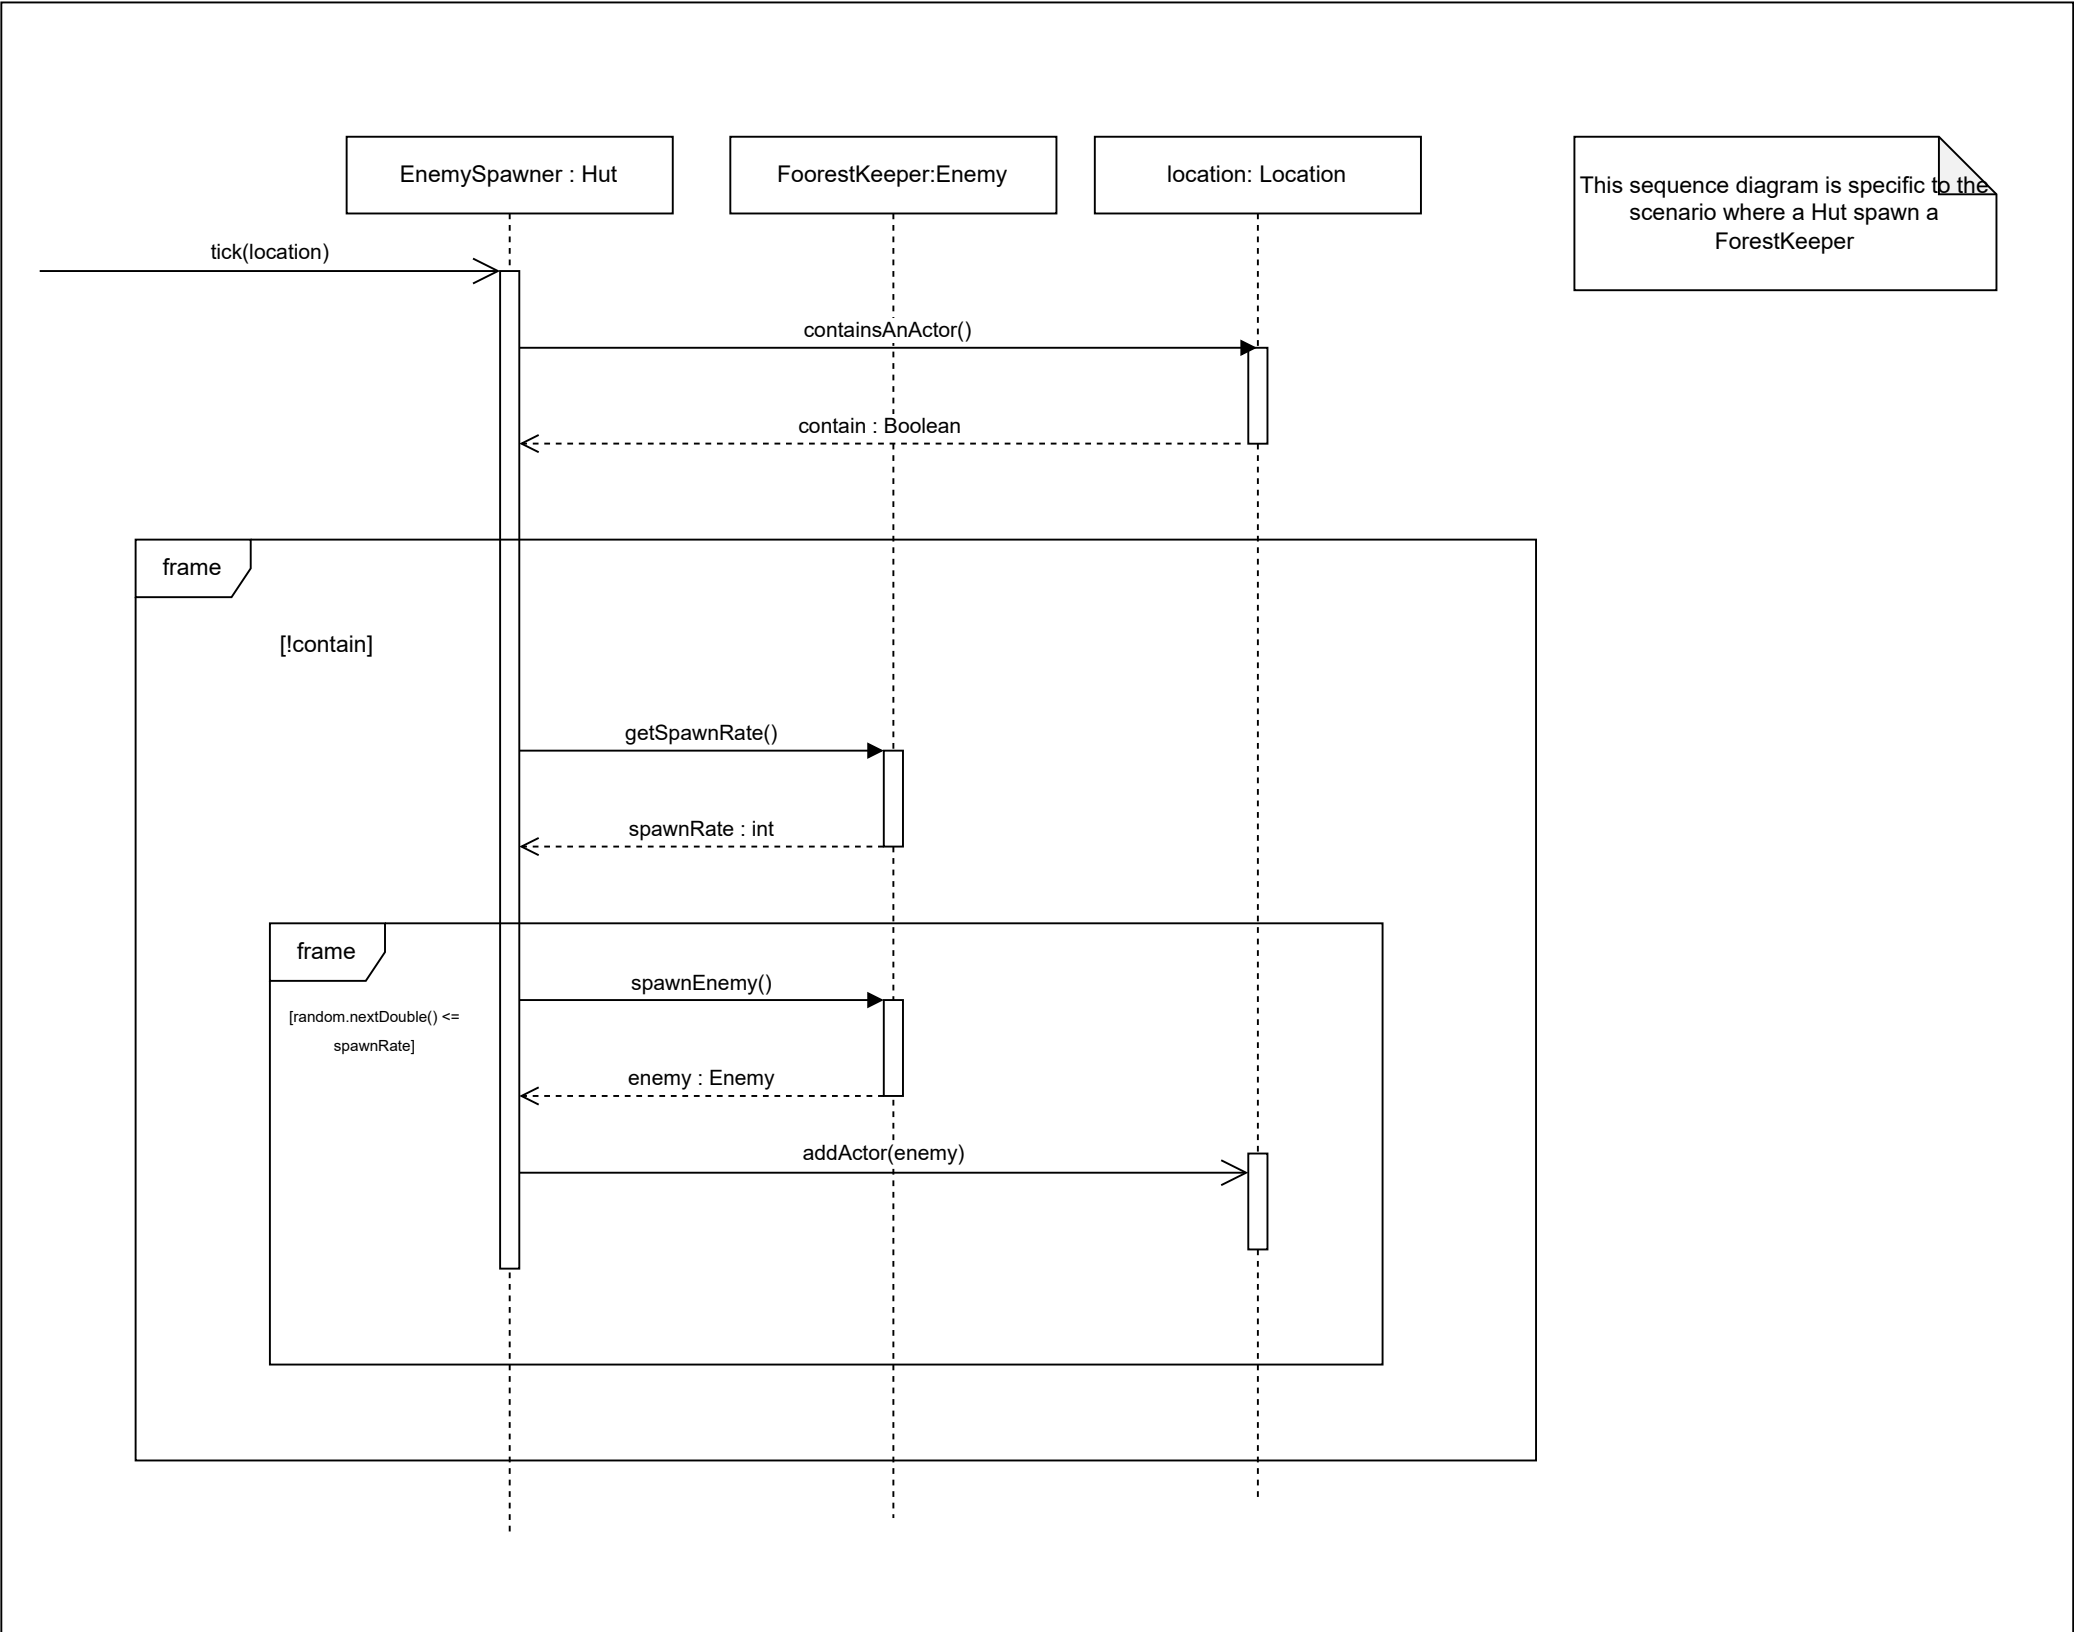 EnemySpawner : Hut
FoorestKeeper:Enemy
location: Location
This sequence diagram is specific to the
scenario where a Hut spawn a
ForestKeeper
tick(location)
containsAnActor()
contain : Boolean
frame
[!contain]
getSpawnRate()
spawnRate : int
frame
spawnEnemy()
[random.nextDouble() <=
spawnRate]
enemy : Enemy
addActor(enemy)